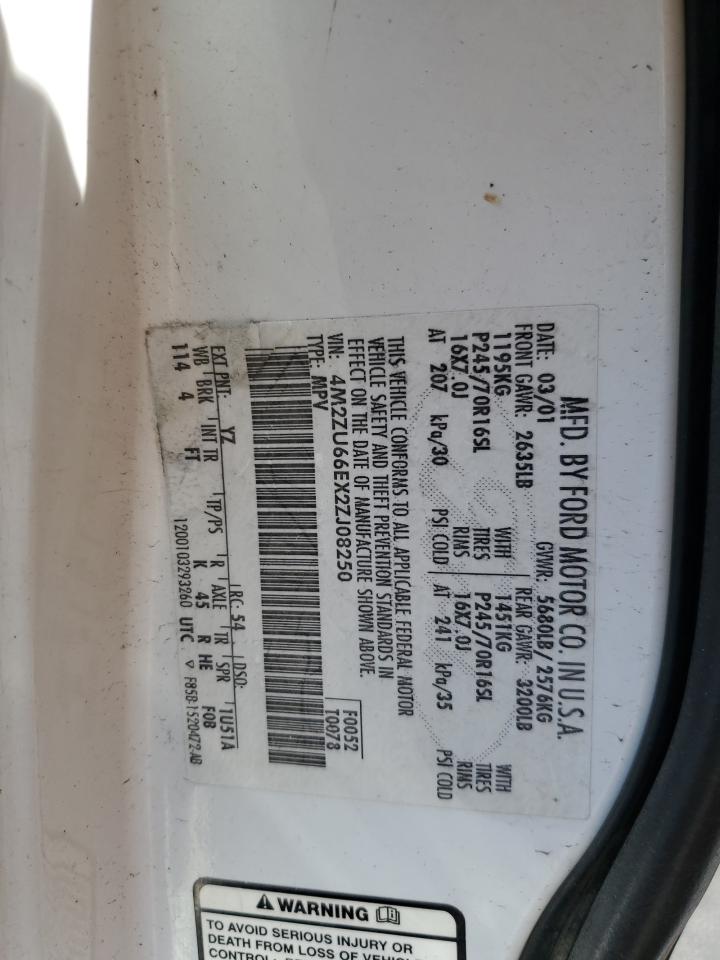 MFD. BY FORD MOTOR CO. IN U.S.A.
DATE: 03/01 GVWR: 5680LB / 2576KG
FRONT GAWR: 2635LB REAR GAWR: 3200LB
1195KG WITH 1451KG WITH
P245/70R16SL TIRES P245/70R16SL TIRES
16X7.0J RIMS 16X7.0J RIMS
AT 207 kPa/30 PSI COLD AT 241 kPa/35 PSI COLD
THIS VEHICLE CONFORMS TO ALL APPLICABLE FEDERAL MOTOR
VEHICLE SAFETY AND THEFT PREVENTION STANDARDS IN
EFFECT ON THE DATE OF MANUFACTURE SHOWN ABOVE.
VIN: 4M2ZU66EX2ZJ08250 F0052
TYPE: MPV T0078
EXT PNT: YZ RC: 54 DSO:
WB BRK INT TR TP/PS R AXLE TR SPR 1U51A
114 4 FT K 45 R HE F0B
1200103293260 UTC ▽ F85B-1520472-AB
⚠ WARNING
TO AVOID SERIOUS INJURY OR
DEATH FROM LOSS OF VEHICLE